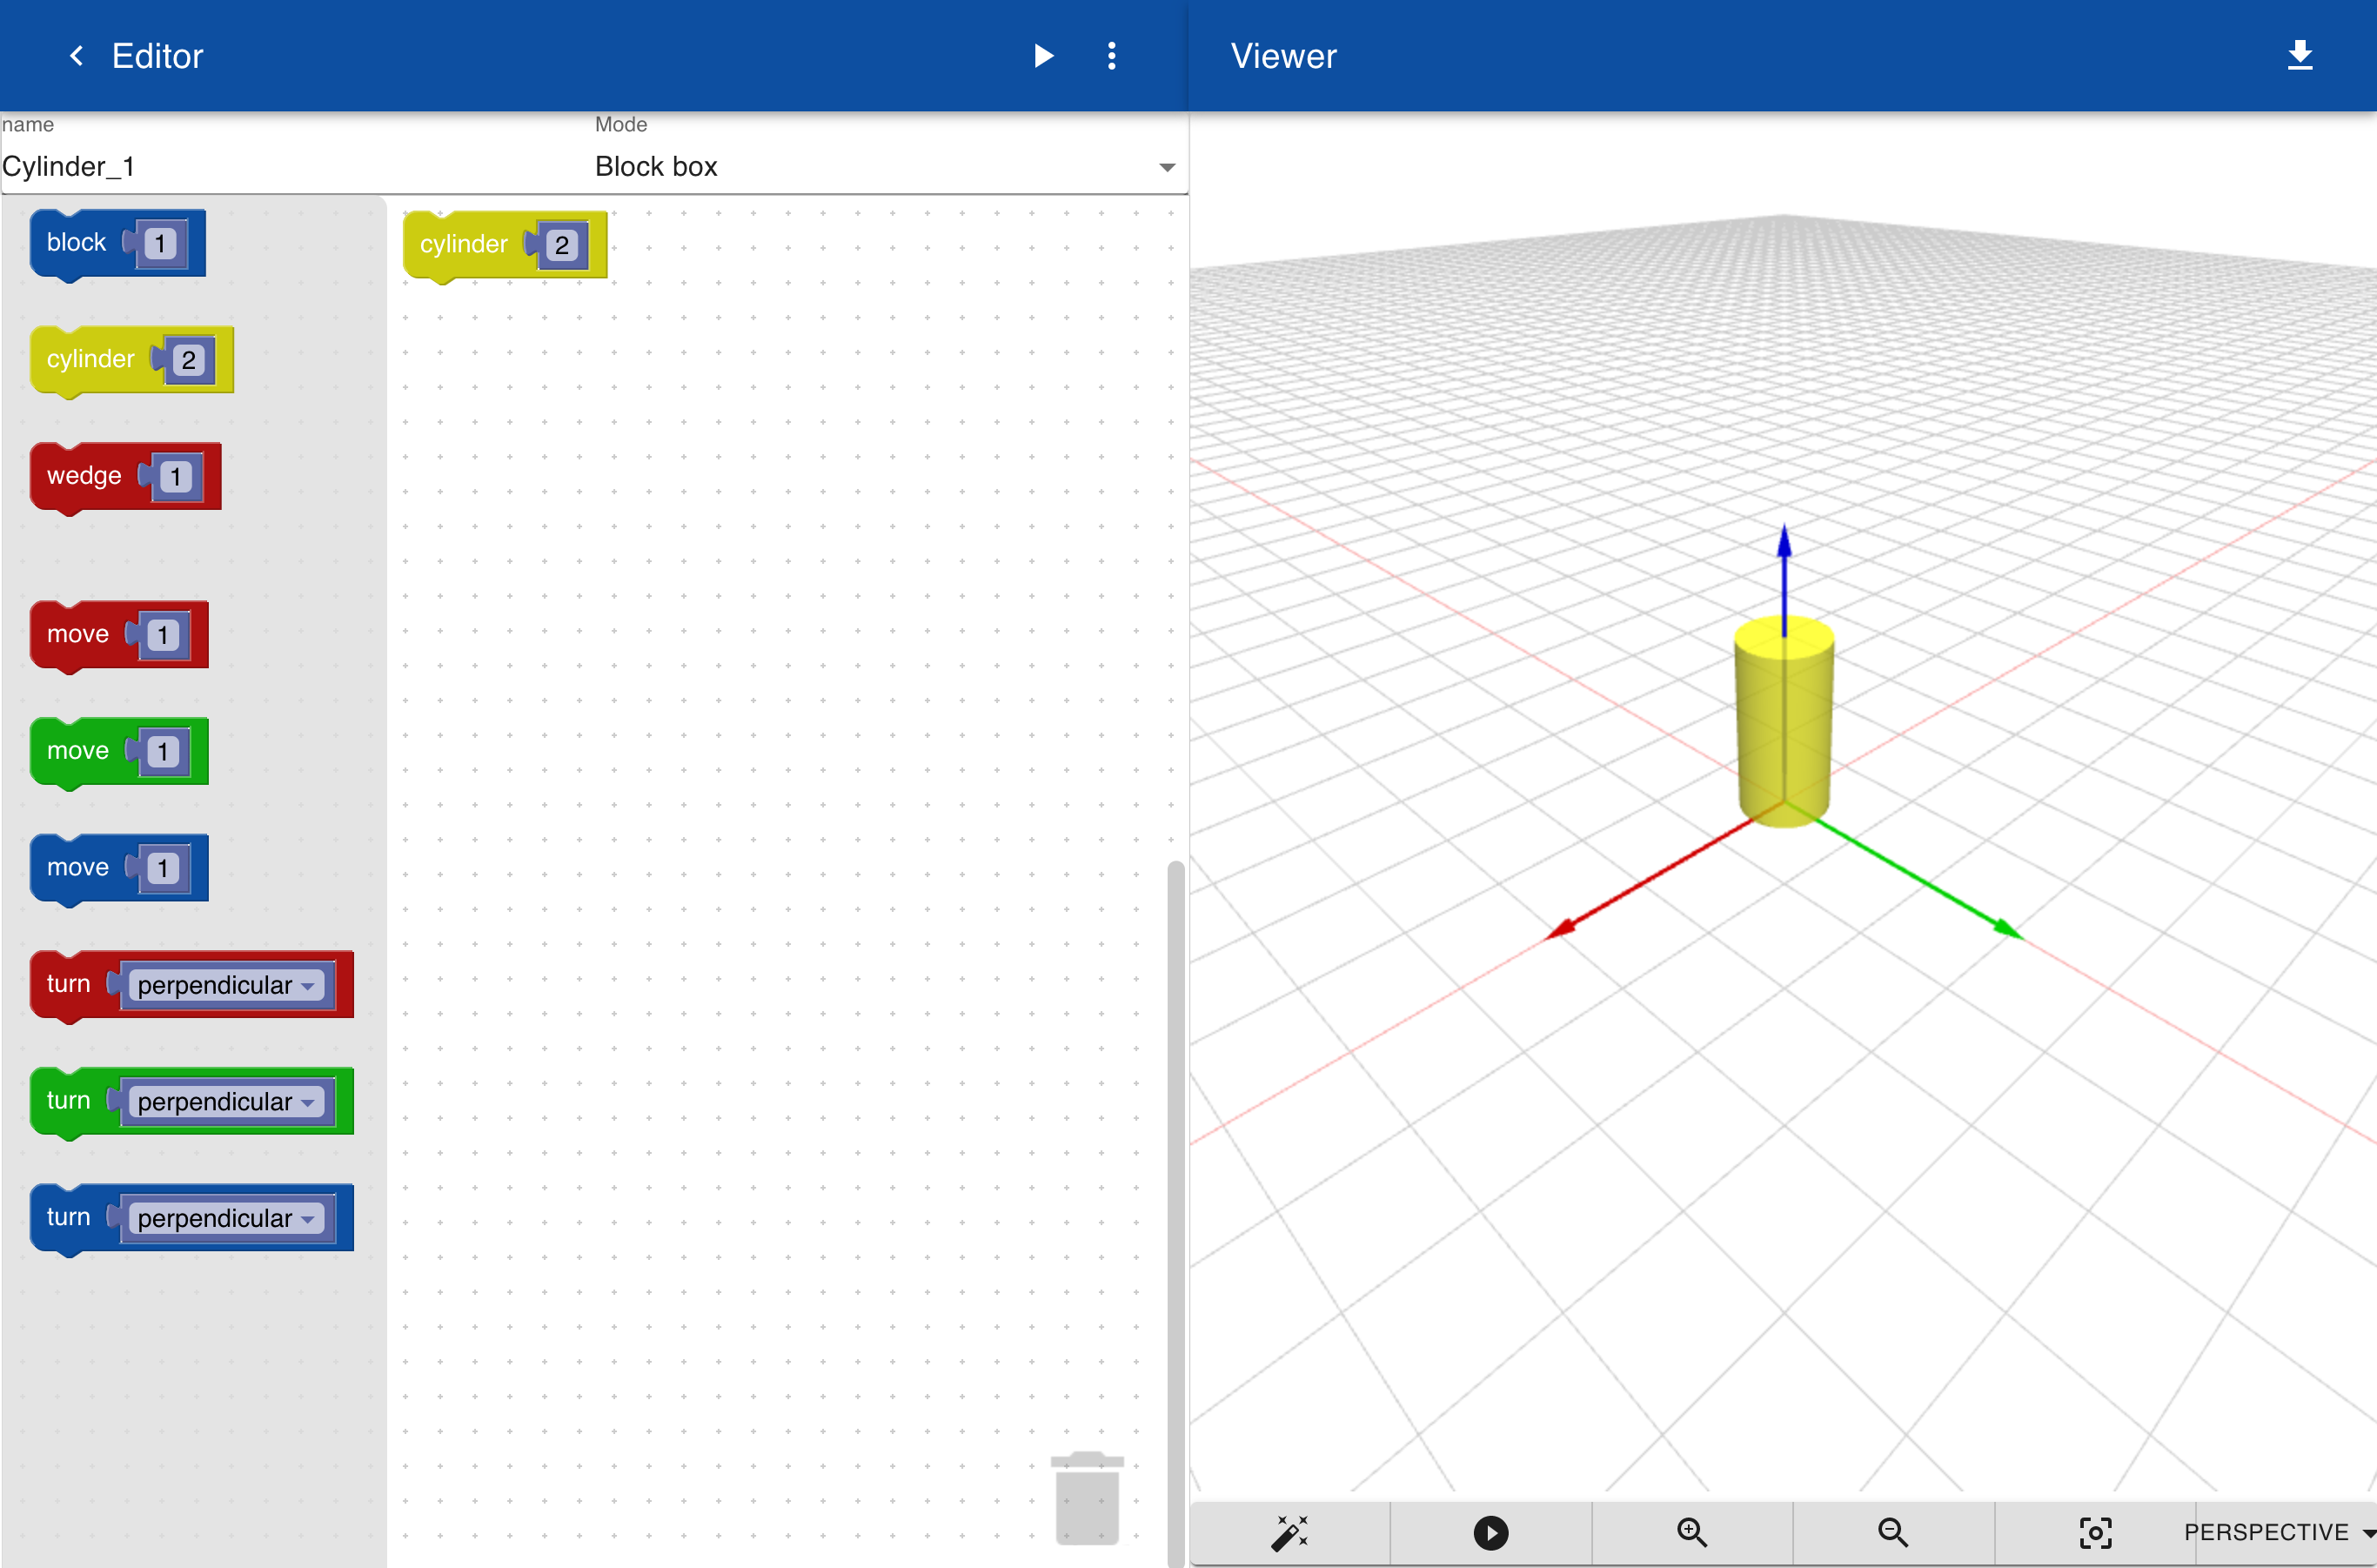 Editor
Viewer
name
Mode
Cylinder_1
Block box
block 1
cylinder 2
wedge 1
move 1
move 1
move 1
turn perpendicular
turn perpendicular
turn perpendicular
cylinder 2
PERSPECTIVE